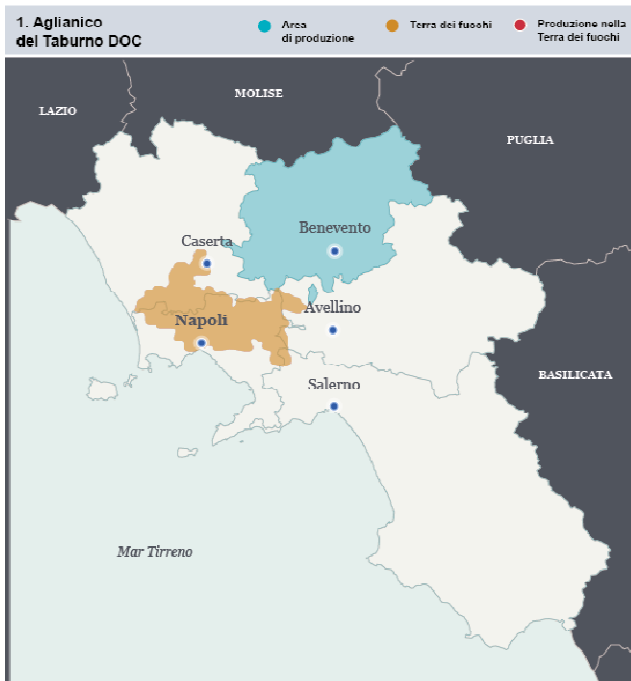 1. Aglianico
del Taburno DOC
Area
di produzione
Terra dei fuochi
Produzione nella
Terra dei fuochi
LAZIO
MOLISE
PUGLIA
Caserta
Benevento
Napoli
Avellino
Salerno
BASILICATA
Mar Tirreno